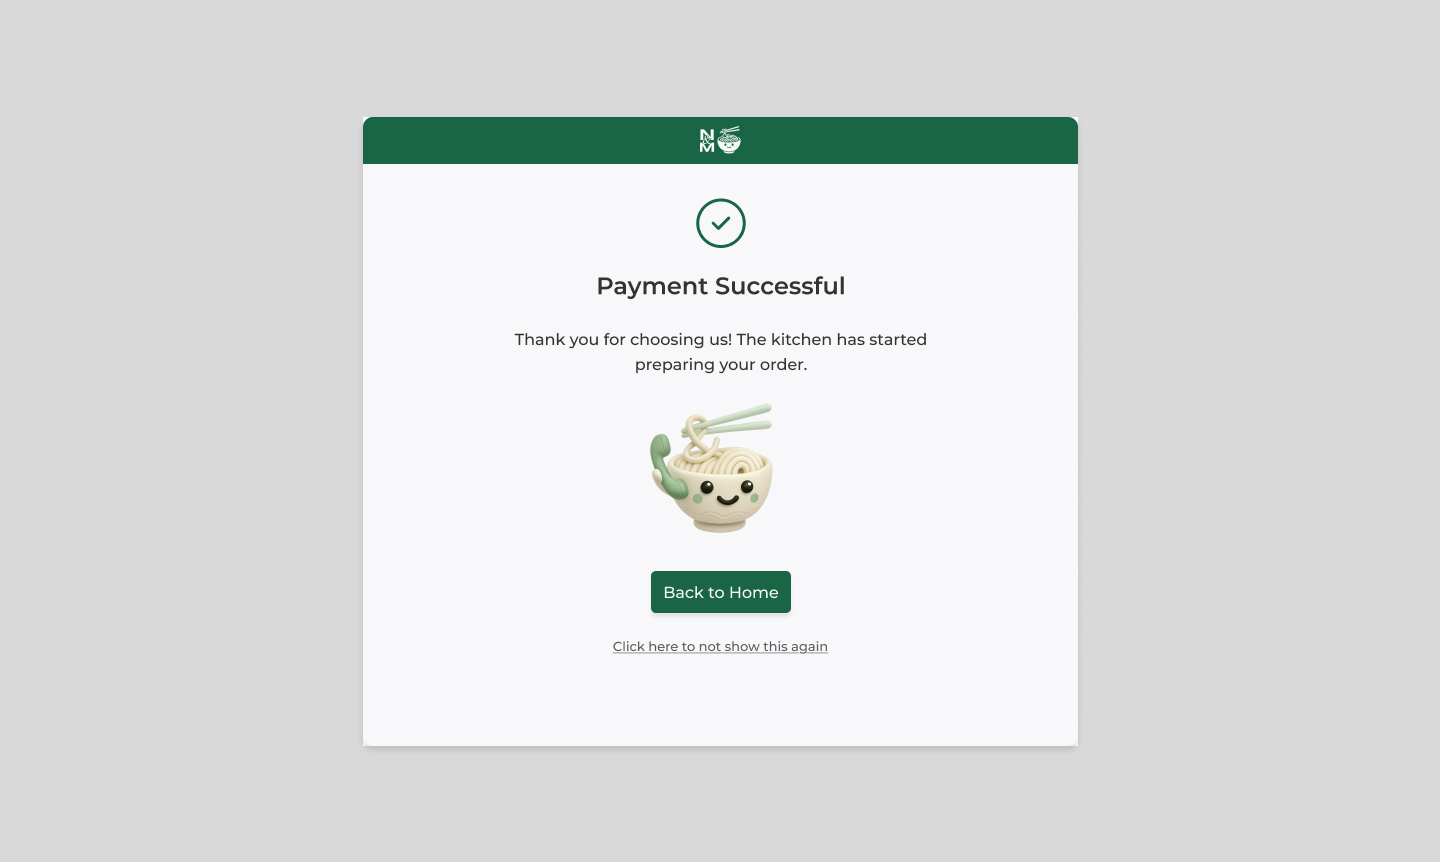 N
&
M
Payment Successful
Thank you for choosing us! The kitchen has started
preparing your order.
Back to Home
Click here to not show this again